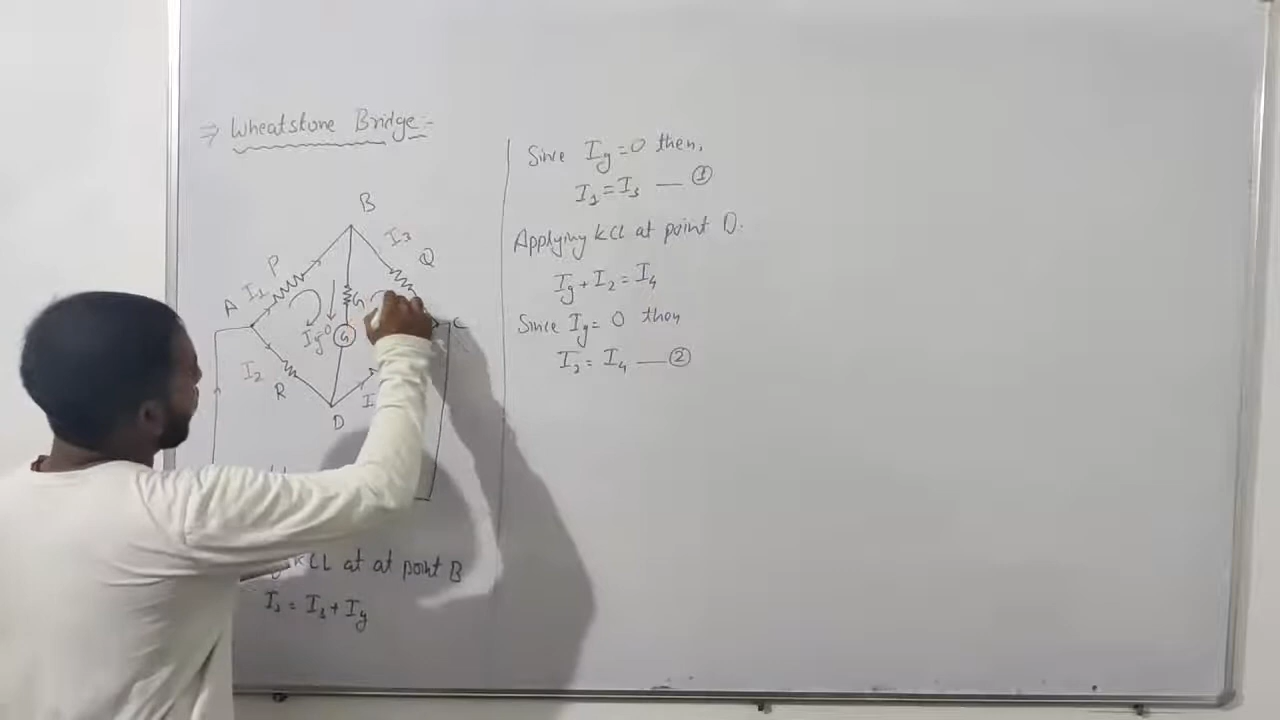 ⇒ Wheatstone Bridge:-
B
I3
P
Q
I1
A
G
C
Ig=0
G
I2
R
I
D
KCL at at point B
I1 = I3 + Ig
Since Ig=0 then,
I1 = I3 — ①
Applying KCL at point D.
Ig + I2 = I4
Since Ig= 0 then
I2 = I4 — ②